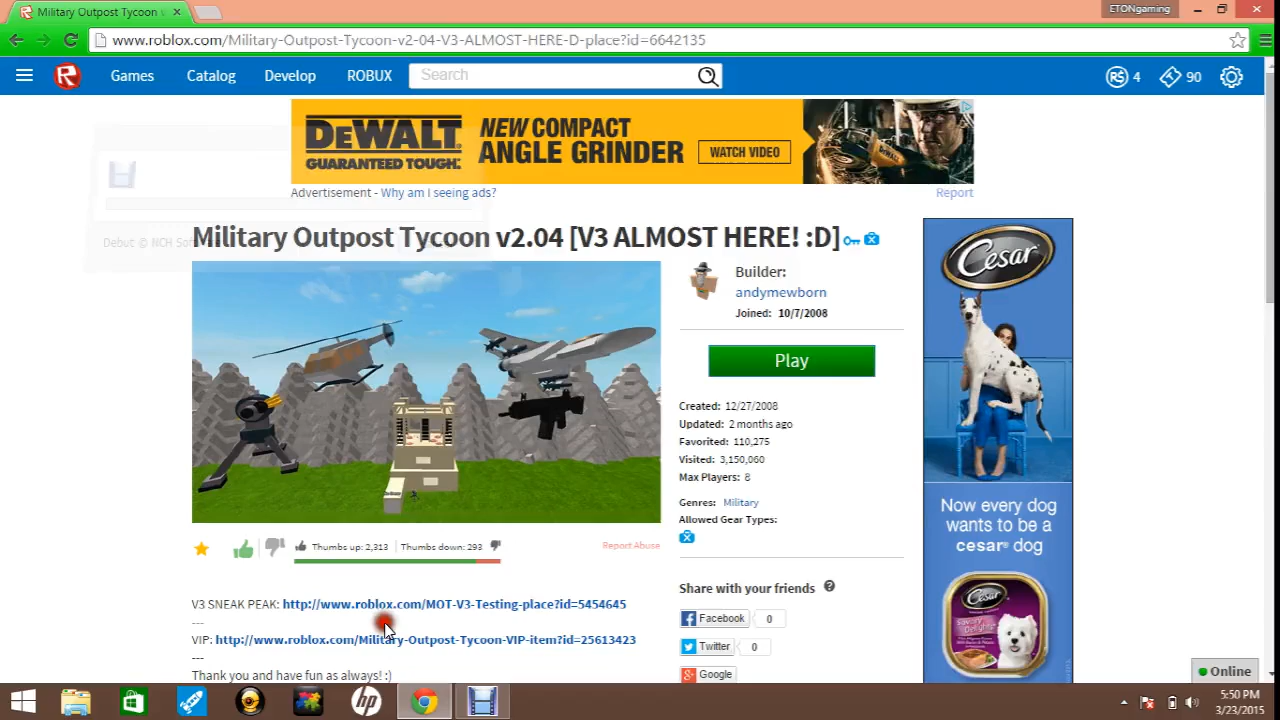 Military Outpost Tycoon v
ETONgaming
www.roblox.com/Military-Outpost-Tycoon-v2-04-V3-ALMOST-HERE-D-place?id=6642135
Games Catalog Develop ROBUX Search R$ 4 90
DEWALT
GUARANTEED TOUGH.
NEW COMPACT
ANGLE GRINDER
WATCH VIDEO
Advertisement - Why am I seeing ads? Report
Debut © NCH Softw
Military Outpost Tycoon v2.04 [V3 ALMOST HERE! :D]
Builder:
andymewborn
Joined: 10/7/2008
Play
Created: 12/27/2008
Updated: 2 months ago
Favorited: 110,275
Visited: 3,150,060
Max Players: 8
Genres: Military
Allowed Gear Types:
Thumbs up: 2,313 Thumbs down: 293 Report Abuse
Share with your friends ?
Facebook 0
Twitter 0
Google
V3 SNEAK PEAK: http://www.roblox.com/MOT-V3-Testing-place?id=5454645
---
VIP: http://www.roblox.com/Military-Outpost-Tycoon-VIP-item?id=25613423
---
Thank you and have fun as always! :)
Cesar
Now every dog
wants to be a
cesar® dog
Cesar
Savory
Delights
Online
hp
5:50 PM
3/23/2015